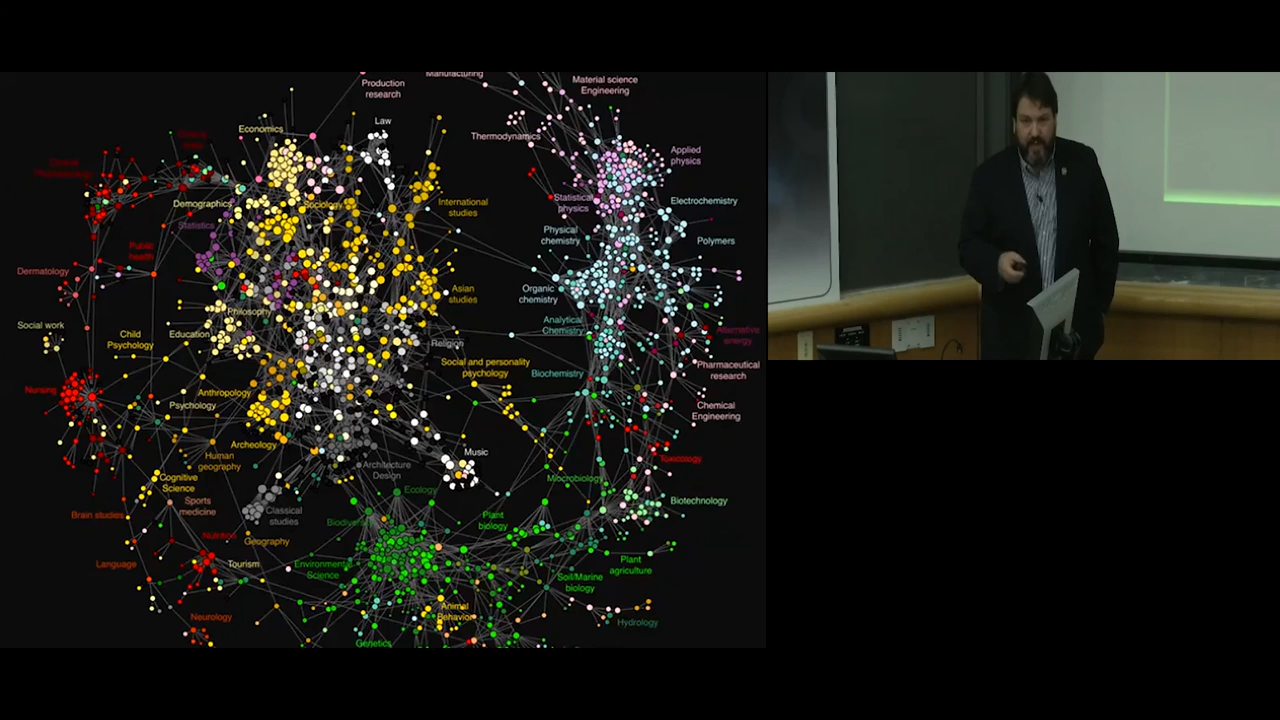 Manufacturing
Production
research
Material science
Engineering
Law
Economics
Thermodynamics
Applied
physics
Demographics
Sociology
International
studies
Statistical
physics
Electrochemistry
Statistics
Physical
chemistry
Polymers
Public
health
Dermatology
Organic
chemistry
Asian
studies
Philosophy
Social work
Child
Psychology
Education
Analytical
Chemistry
Alternative
energy
Religion
Social and personality
psychology
Biochemistry
Pharmaceutical
research
Nursing
Anthropology
Psychology
Chemical
Engineering
Archeology
Human
geography
Music
Toxicology
Architecture
Design
Cognitive
Science
Microbiology
Ecology
Biotechnology
Sports
medicine
Brain studies
Classical
studies
Plant
biology
Nutrition
Geography
Language
Tourism
Environmental
Science
Plant
agriculture
Soil/Marine
biology
Animal
Behavior
Neurology
Hydrology
Genetics